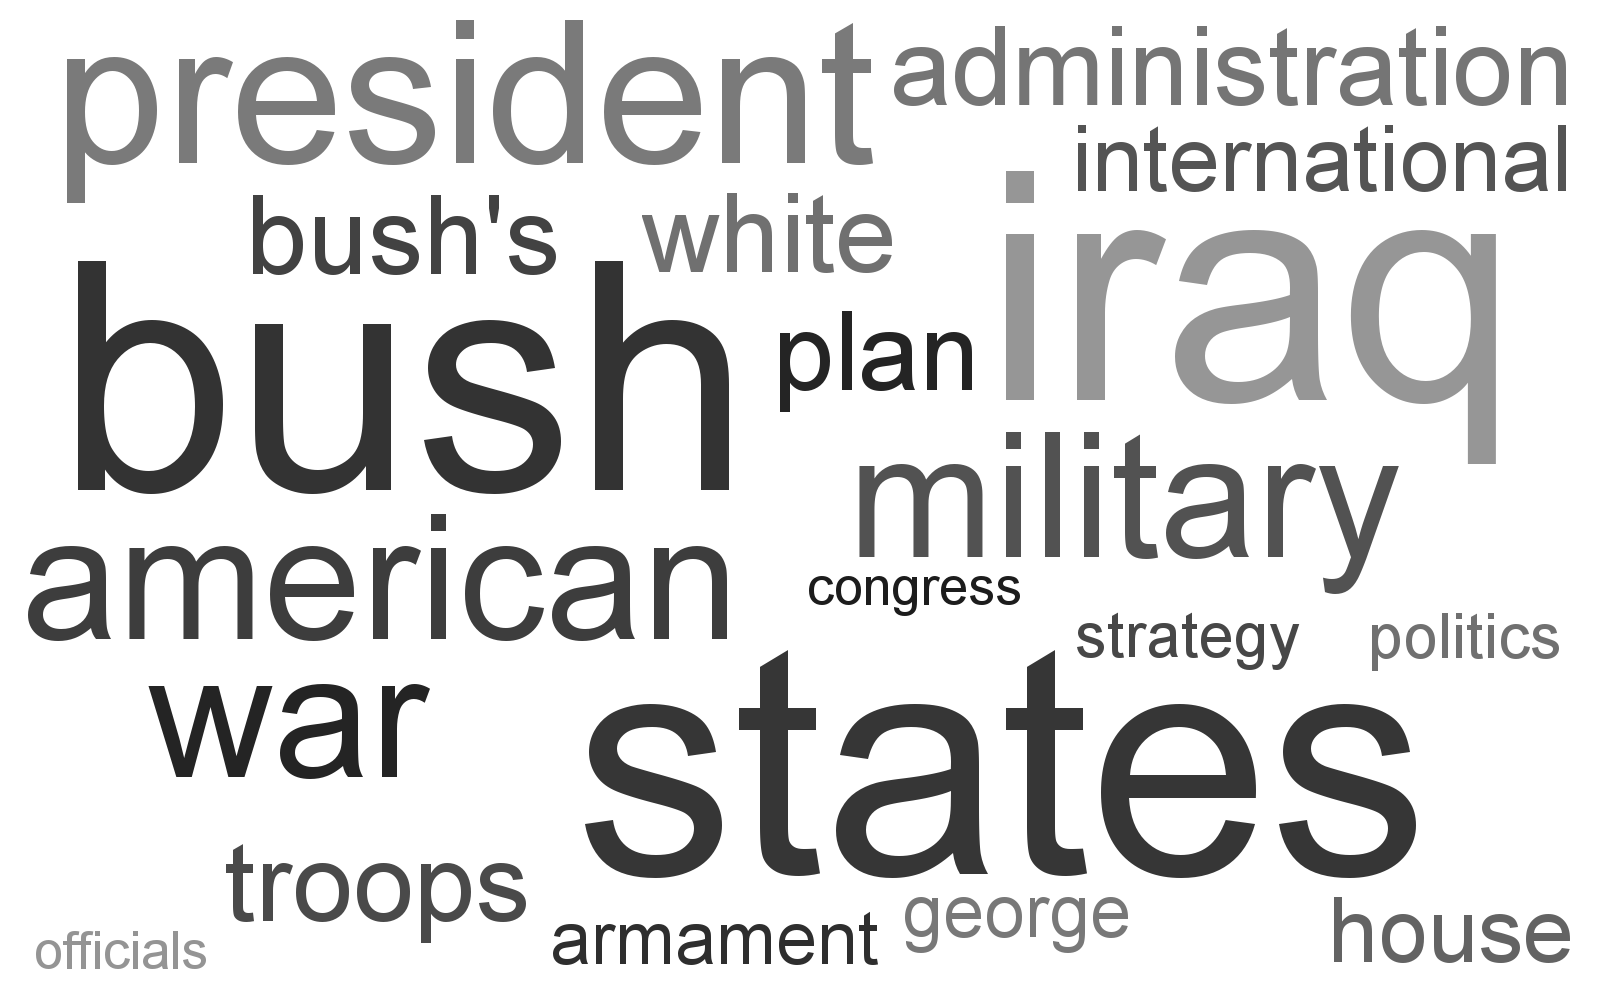 president administration
international
bush's white iraq
bush plan
military
american
congress
strategy politics
war states
troops
george
officials armament house